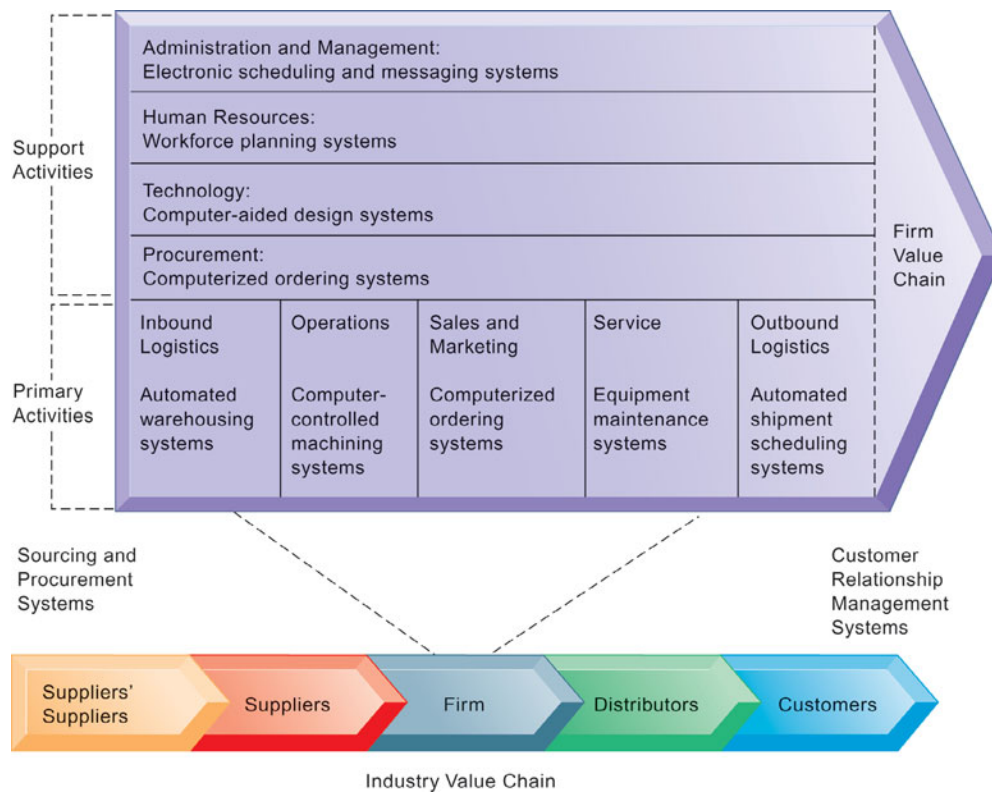 Administration and Management:
Electronic scheduling and messaging systems
Human Resources:
Workforce planning systems
Support
Activities
Technology:
Computer-aided design systems
Procurement:
Computerized ordering systems
Firm
Value
Chain
Primary
Activities
Inbound
Logistics
Automated
warehousing
systems
Operations
Computer-
controlled
machining
systems
Sales and
Marketing
Computerized
ordering
systems
Service
Equipment
maintenance
systems
Outbound
Logistics
Automated
shipment
scheduling
systems
Sourcing and
Procurement
Systems
Customer
Relationship
Management
Systems
Suppliers'
Suppliers
Suppliers
Firm
Distributors
Customers
Industry Value Chain